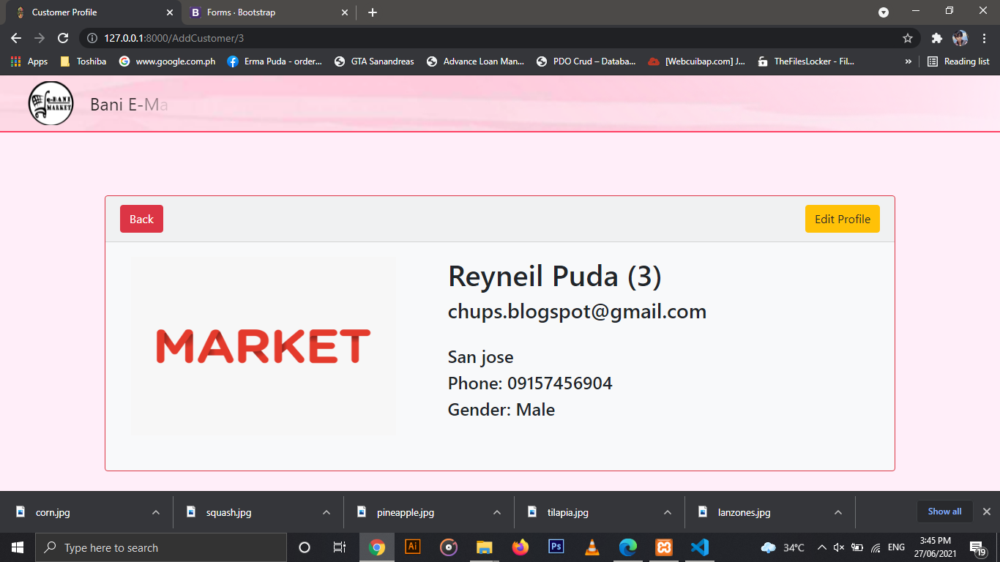 Customer Profile
Forms · Bootstrap
127.0.0.1:8000/AddCustomer/3
Apps
Toshiba
www.google.com.ph
Erma Puda - order...
GTA Sanandreas
Advance Loan Man...
PDO Crud – Databa...
[Webcuibap.com] J...
TheFilesLocker - Fil...
»
Reading list
e-BANI
MARKET
Bani E-Ma
Back
Edit Profile
MARKET
Reyneil Puda (3)
chups.blogspot@gmail.com
San jose
Phone: 09157456904
Gender: Male
corn.jpg
squash.jpg
pineapple.jpg
tilapia.jpg
lanzones.jpg
Show all
Type here to search
Ai
Ps
34°C
ENG
3:45 PM
27/06/2021
19